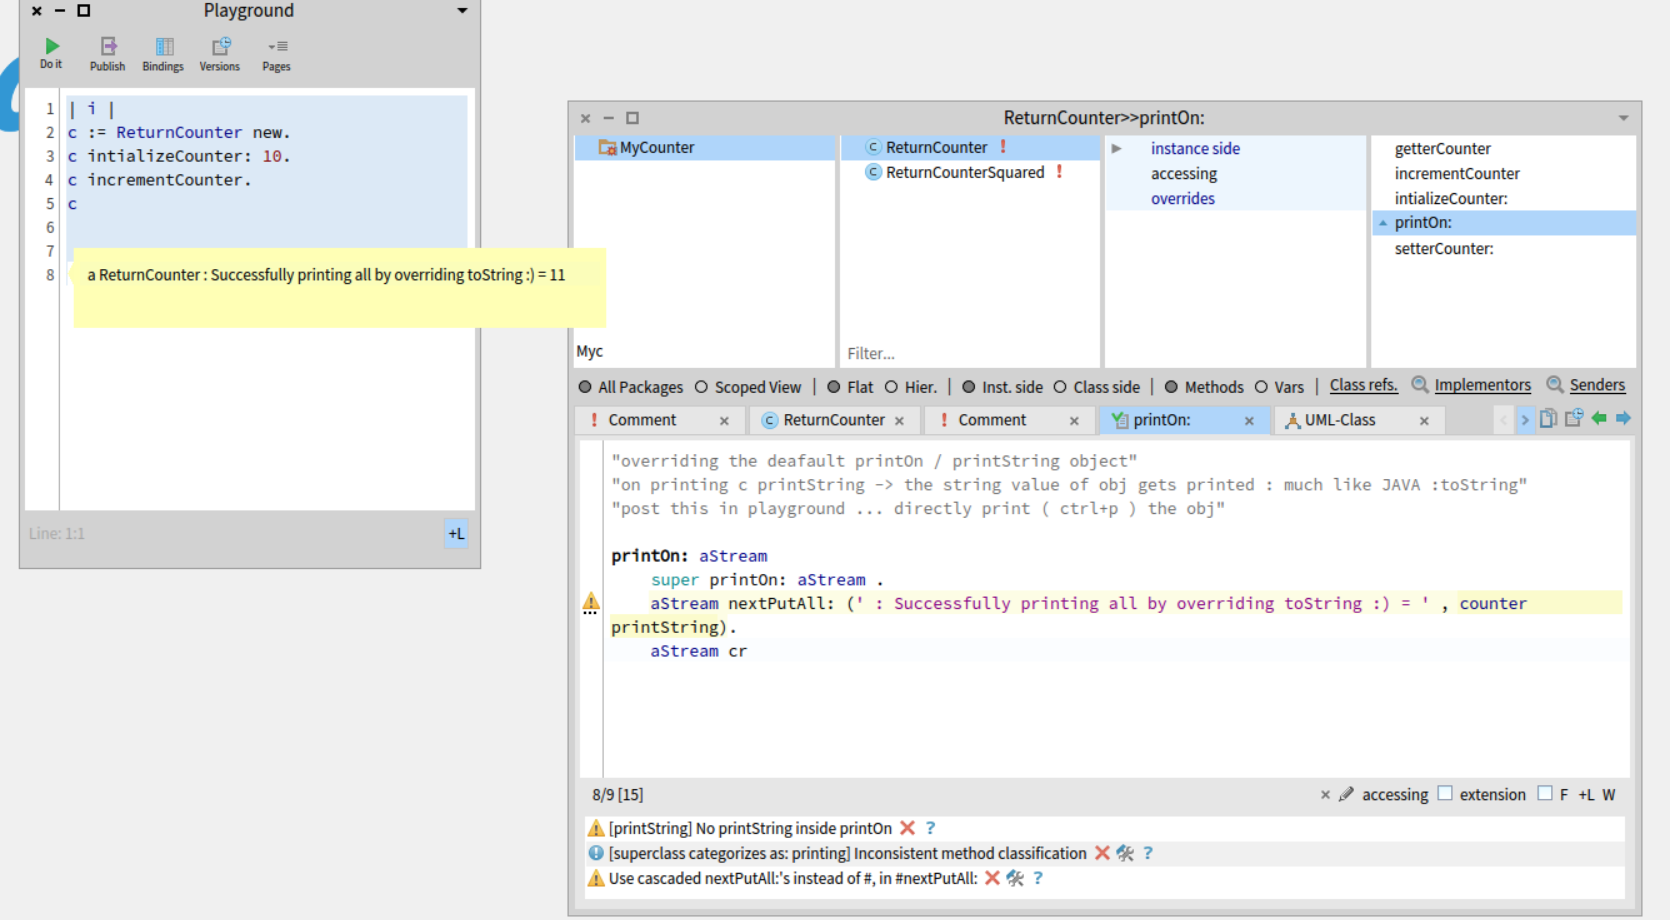 Playground
Do it Publish Bindings Versions Pages
1 | i |
2 c := ReturnCounter new.
3 c intializeCounter: 10.
4 c incrementCounter.
5 c
6
7
8 a ReturnCounter : Successfully printing all by overriding toString :) = 11
Line: 1:1 +L
ReturnCounter>>printOn:
MyCounter
Myc
ReturnCounter !
ReturnCounterSquared !
Filter...
instance side
accessing
overrides
getterCounter
incrementCounter
intializeCounter:
printOn:
setterCounter:
All Packages Scoped View | Flat Hier. | Inst. side Class side | Methods Vars | Class refs. Implementors Senders
! Comment × C ReturnCounter × ! Comment × printOn: × UML-Class ×
"overriding the deafault printOn / printString object"
"on printing c printString -> the string value of obj gets printed : much like JAVA :toString"
"post this in playground ... directly print ( ctrl+p ) the obj"
printOn: aStream
super printOn: aStream .
aStream nextPutAll: (' : Successfully printing all by overriding toString :) = ' , counter
printString).
aStream cr
8/9 [15] × accessing extension F +L W
[printString] No printString inside printOn ?
[superclass categorizes as: printing] Inconsistent method classification ?
Use cascaded nextPutAll:'s instead of #, in #nextPutAll: ?